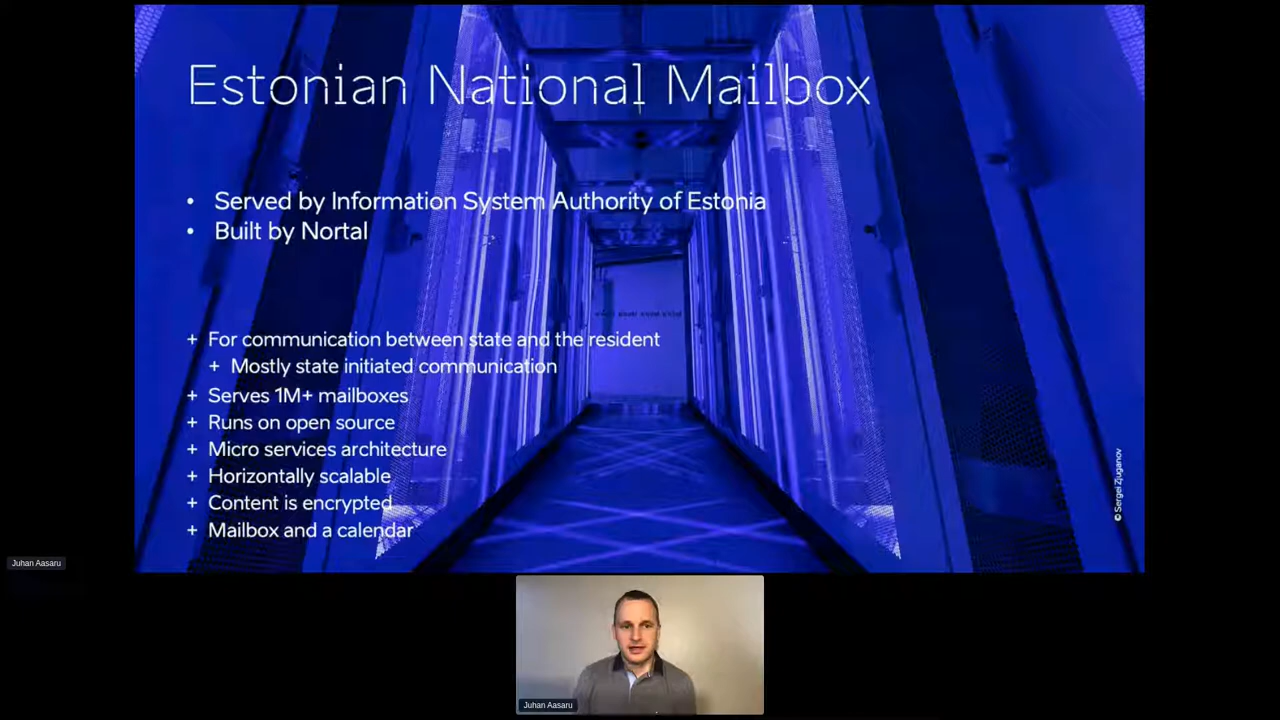 Estonian National Mailbox
• Served by Information System Authority of Estonia
• Built by Nortal
+ For communication between state and the resident
+ Mostly state initiated communication
+ Serves 1M+ mailboxes
+ Runs on open source
+ Micro services architecture
+ Horizontally scalable
+ Content is encrypted
+ Mailbox and a calendar
© Sergei Zjuganov
Juhan Aasaru
Juhan Aasaru